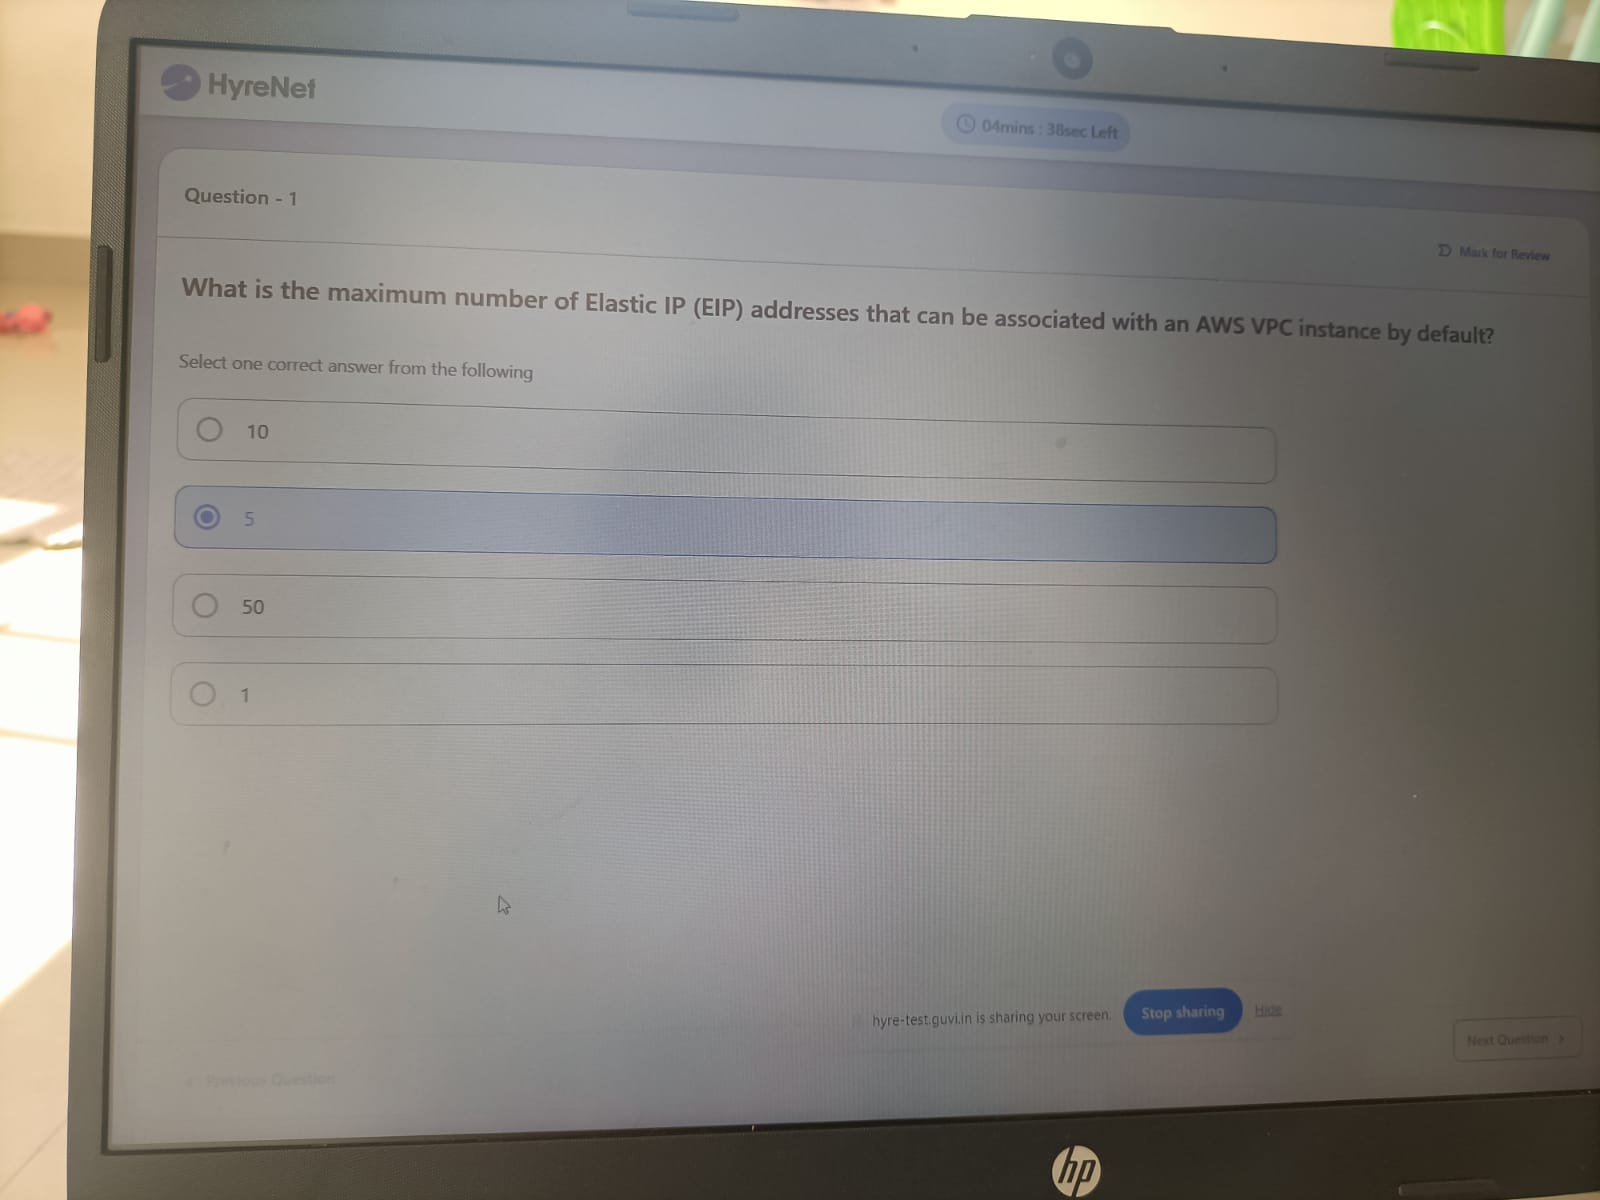 HyreNet
04mins : 38sec Left
Question - 1
Mark for Review
What is the maximum number of Elastic IP (EIP) addresses that can be associated with an AWS VPC instance by default?
Select one correct answer from the following
10
5
50
1
hyre-test.guvi.in is sharing your screen.
Stop sharing
Hide
Next Question
Previous Question
hp